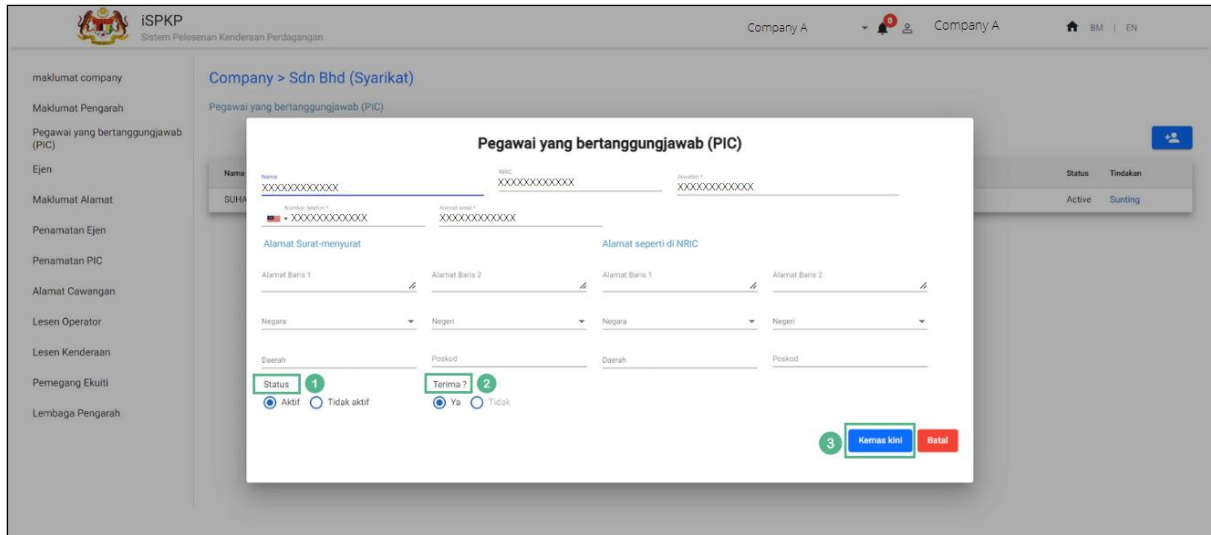 iSPKP
Sistem Pelesenan Kenderaan Perdagangan
Company A
0
Company A
BM | EN
maklumat company
Maklumat Pengarah
Pegawai yang bertanggungjawab
(PIC)
Ejen
Maklumat Alamat
Penamatan Ejen
Penamatan PIC
Alamat Cawangan
Lesen Operator
Lesen Kenderaan
Pemegang Ekuiti
Lembaga Pengarah
Company > Sdn Bhd (Syarikat)
Pegawai yang bertanggungjawab (PIC)
Nama Status Tindakan
SUHA Active Sunting
Pegawai yang bertanggungjawab (PIC)
Nama NRIC Jawatan *
XXXXXXXXXXXX XXXXXXXXXXXX XXXXXXXXXXXX
Nombor telefon * Alamat emel *
XXXXXXXXXXXX XXXXXXXXXXXX
Alamat Surat-menyurat Alamat seperti di NRIC
Alamat Baris 1 Alamat Baris 2 Alamat Baris 1 Alamat Baris 2
Negara Negeri Negara Negeri
Daerah Poskod Daerah Poskod
Status 1 Terima ? 2
Aktif Tidak aktif Ya Tidak
3 Kemas kini Batal